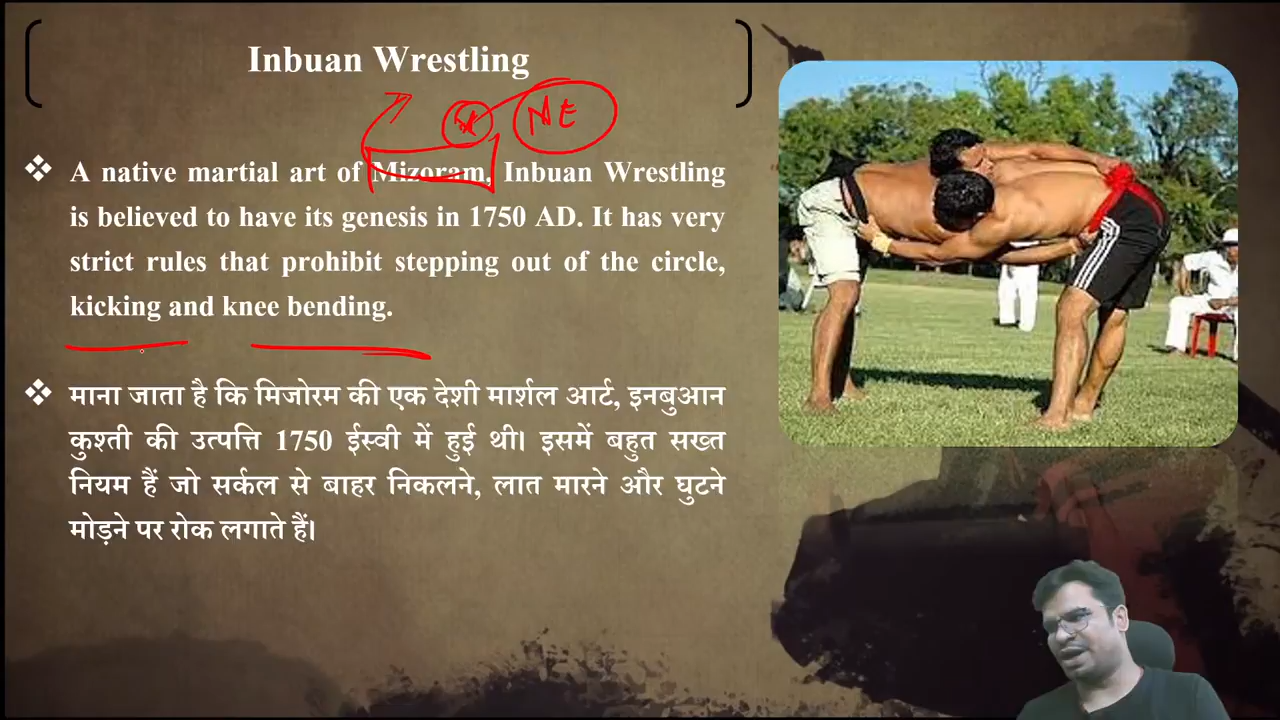 Inbuan Wrestling
NE
A native martial art of Mizoram, Inbuan Wrestling
is believed to have its genesis in 1750 AD. It has very
strict rules that prohibit stepping out of the circle,
kicking and knee bending.
माना जाता है कि मिजोरम की एक देशी मार्शल आर्ट, इनबुआन
कुश्ती की उत्पत्ति 1750 ईस्वी में हुई थी। इसमें बहुत सख्त
नियम हैं जो सर्कल से बाहर निकलने, लात मारने और घुटने
मोड़ने पर रोक लगाते हैं।